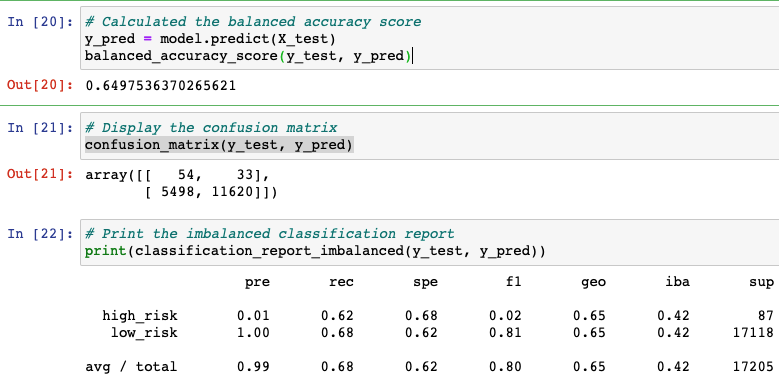 In [20]: # Calculated the balanced accuracy score
y_pred = model.predict(X_test)
balanced_accuracy_score(y_test, y_pred)
Out[20]: 0.6497536370265621
In [21]: # Display the confusion matrix
confusion_matrix(y_test, y_pred)
Out[21]: array([[   54,    33],
       [ 5498, 11620]])
In [22]: # Print the imbalanced classification report
print(classification_report_imbalanced(y_test, y_pred))
pre rec spe f1 geo iba sup
high_risk 0.01 0.62 0.68 0.02 0.65 0.42 87
low_risk 1.00 0.68 0.62 0.81 0.65 0.42 17118
avg / total 0.99 0.68 0.62 0.80 0.65 0.42 17205